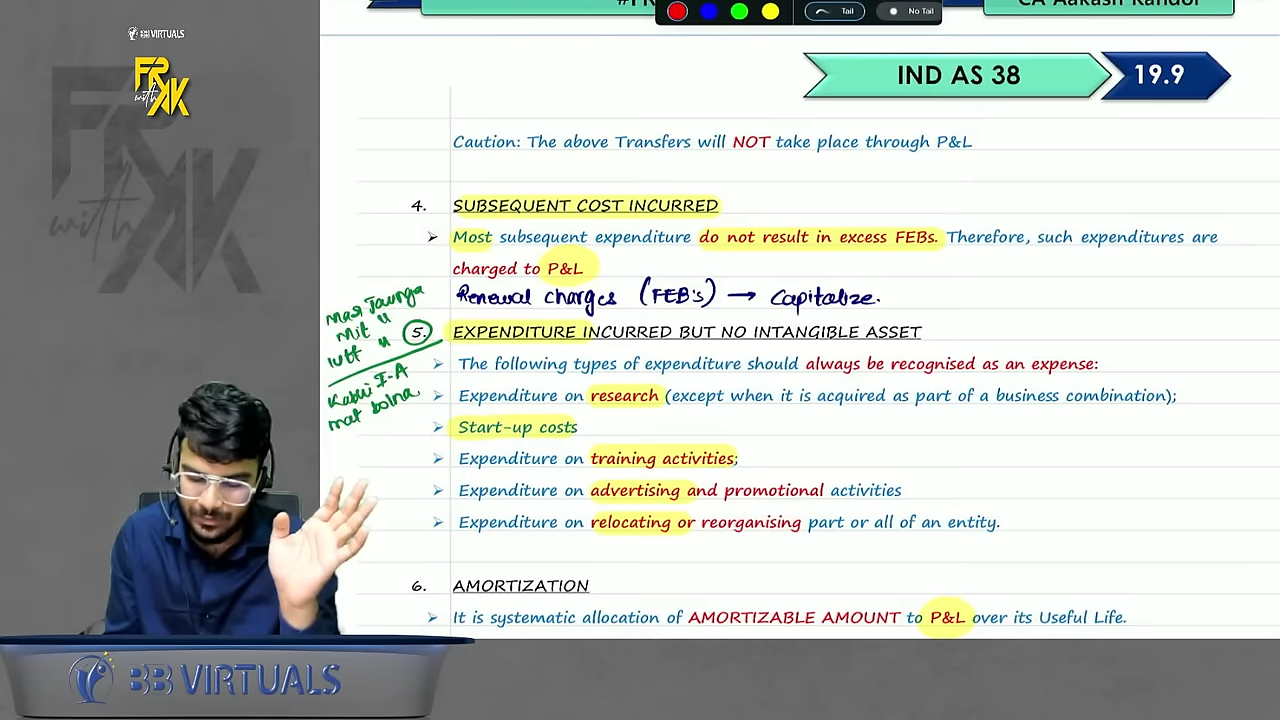 Tail
No Tail
CA Aakash Kandoi
BB VIRTUALS
FR
with
AK
IND AS 38
19.9
Caution: The above Transfers will NOT take place through P&L
4. SUBSEQUENT COST INCURRED
➢ Most subsequent expenditure do not result in excess FEBs. Therefore, such expenditures are
charged to P&L
Renewal charges (FEB's) → Capitalize.
Mar Jaunga
Mit "
"
5. EXPENDITURE INCURRED BUT NO INTANGIBLE ASSET
Kabhi I-A
mat bolna
➢ The following types of expenditure should always be recognised as an expense:
➢ Expenditure on research (except when it is acquired as part of a business combination);
➢ Start-up costs
➢ Expenditure on training activities;
➢ Expenditure on advertising and promotional activities
➢ Expenditure on relocating or reorganising part or all of an entity.
6. AMORTIZATION
➢ It is systematic allocation of AMORTIZABLE AMOUNT to P&L over its Useful Life.
BB VIRTUALS